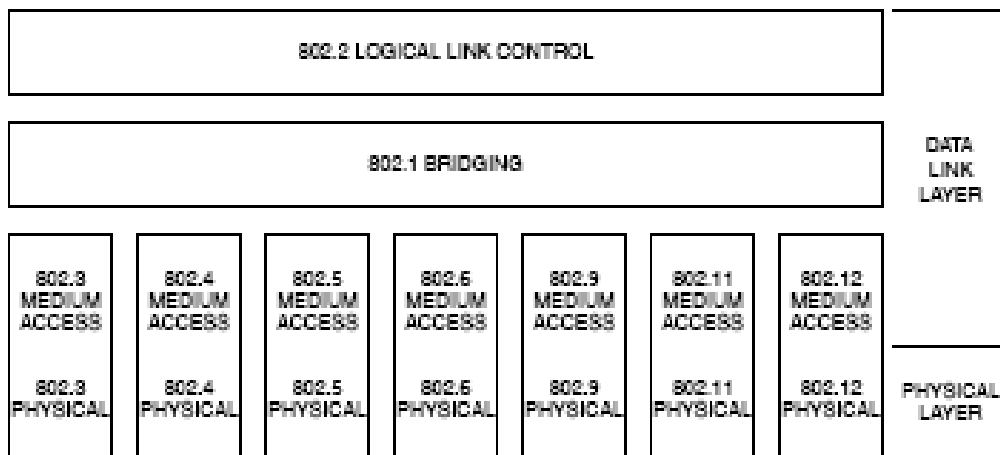 802.2 LOGICAL LINK CONTROL
802.1 BRIDGING
DATA
LINK
LAYER
802.3
MEDIUM
ACCESS
802.4
MEDIUM
ACCESS
802.5
MEDIUM
ACCESS
802.6
MEDIUM
ACCESS
802.9
MEDIUM
ACCESS
802.11
MEDIUM
ACCESS
802.12
MEDIUM
ACCESS
802.3
PHYSICAL
802.4
PHYSICAL
802.5
PHYSICAL
802.6
PHYSICAL
802.9
PHYSICAL
802.11
PHYSICAL
802.12
PHYSICAL
PHYSICAL
LAYER